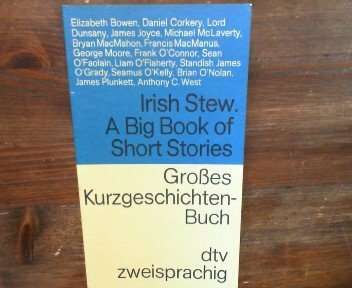 Elizabeth Bowen, Daniel Corkery, Lord
Dunsany, James Joyce, Michael McLaverty,
Bryan MacMahon, Francis MacManus,
George Moore, Frank O'Connor, Sean
O'Faolain, Liam O'Flaherty, Standish James
O'Grady, Seumus O'Kelly, Brian O'Nolan,
James Plunkett, Anthony C. West
Irish Stew.
A Big Book of
Short Stories
Großes
Kurzgeschichten-
Buch
dtv
zweisprachig